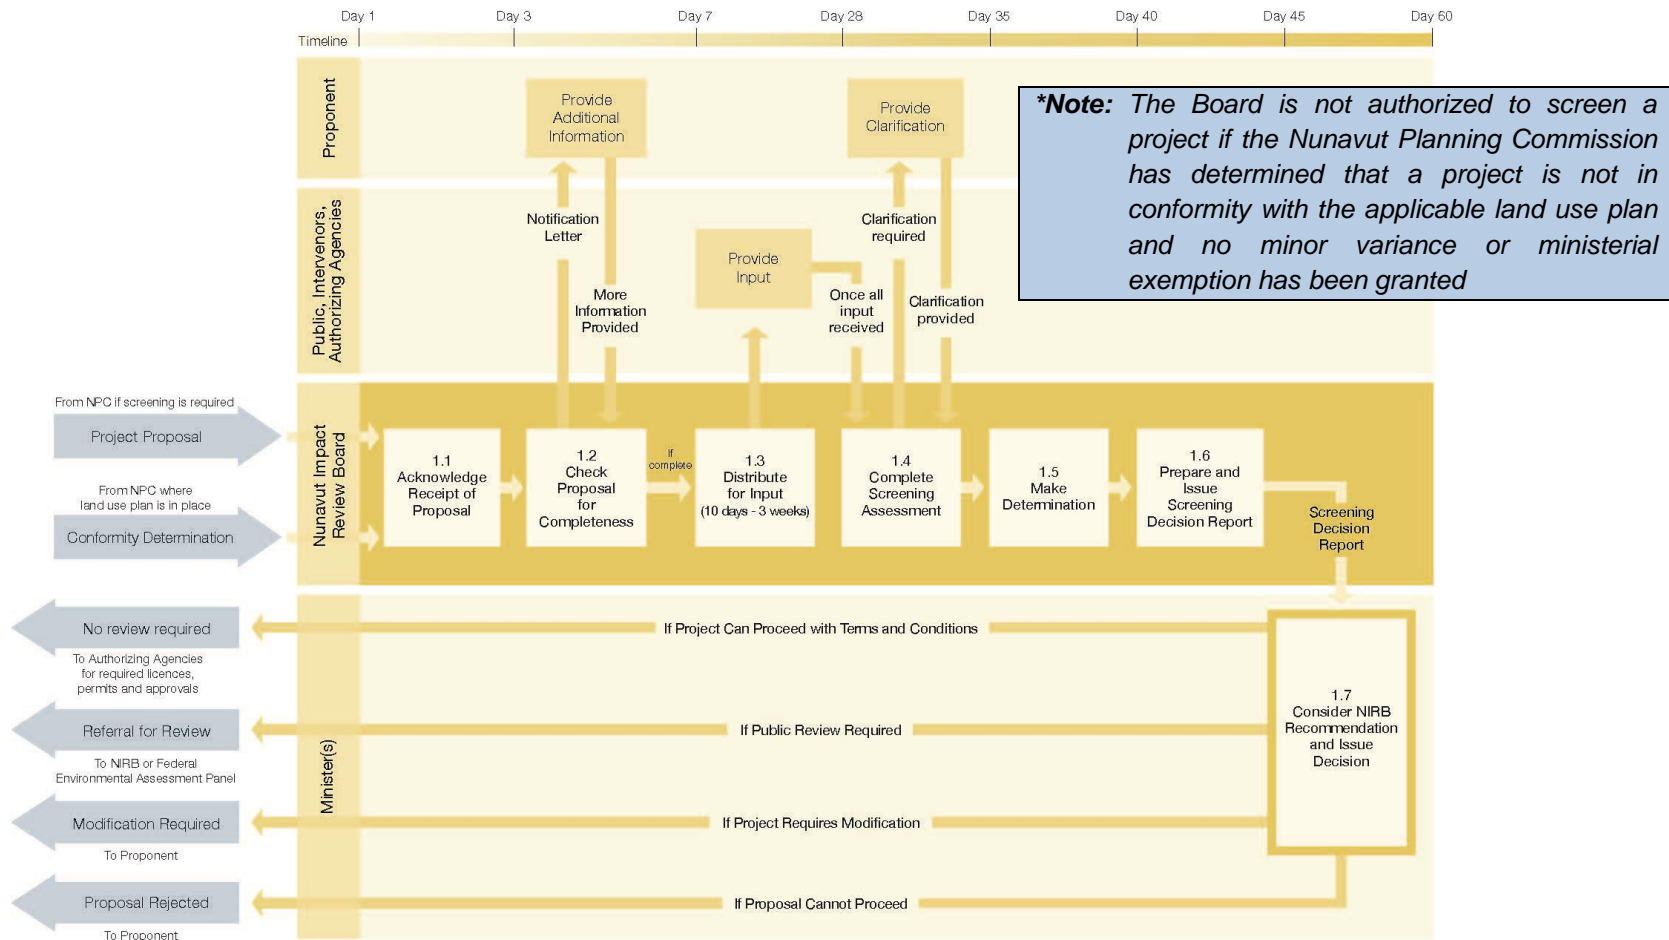 Day 1
Day 3
Day 7
Day 28
Day 35
Day 40
Day 45
Day 60
Timeline
Proponent
Provide
Additional
Information
Provide
Clarification
*Note: The Board is not authorized to screen a
project if the Nunavut Planning Commission
has determined that a project is not in
conformity with the applicable land use plan
and no minor variance or ministerial
exemption has been granted
Public, Intervenors,
Authorizing Agencies
Notification
Letter
More
Information
Provided
Provide
Input
Once all
input
received
Clarification
required
Clarification
provided
From NPC if screening is required
Project Proposal
From NPC where
land use plan is in place
Conformity Determination
Nunavut Impact
Review Board
1.1
Acknowledge
Receipt of
Proposal
1.2
Check
Proposal
for
Completeness
If
complete
1.3
Distribute
for Input
(10 days - 3 weeks)
1.4
Complete
Screening
Assessment
1.5
Make
Determination
1.6
Prepare and
Issue
Screening
Decision Report
Screening
Decision
Report
Minister(s)
No review required
To Authorizing Agencies
for required licences,
permits and approvals
If Project Can Proceed with Terms and Conditions
Referral for Review
To NIRB or Federal
Environmental Assessment Panel
If Public Review Required
Modification Required
To Proponent
If Project Requires Modification
Proposal Rejected
To Proponent
If Proposal Cannot Proceed
1.7
Consider NIRB
Recommendation
and Issue
Decision